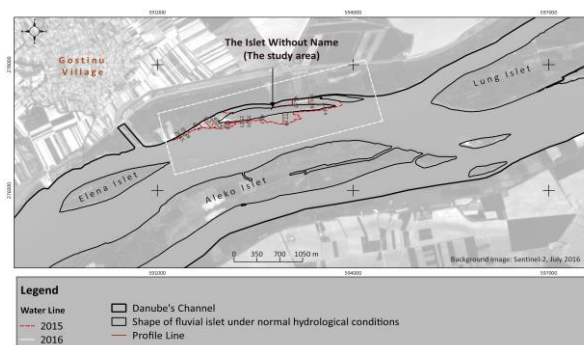 591000
594000
597000
Gostinu
Village
The Islet Without Name
(The study area)
Lung Islet
Elena Islet
Aleko Islet
0 350 700 1050 m
Background Image: Sentinel-2, July 2016
591000
594000
597000
Legend
Water Line
2015
2016
Danube's Channel
Shape of fluvial islet under normal hydrological conditions
Profile Line